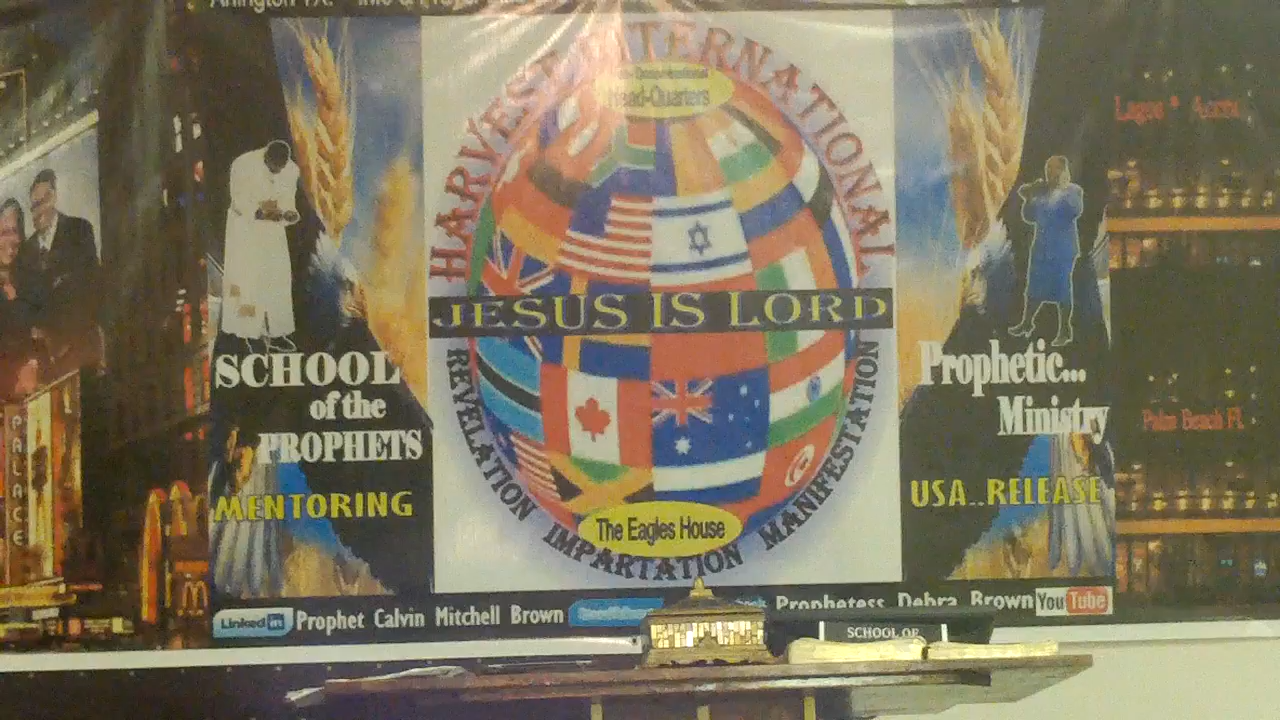 Arlington TX.
HARVEST INTERNATIONAL
Head-Quarters
Lagos * Accra
JESUS IS LORD
SCHOOL
of the
PROPHETS
MENTORING
Prophetic...
Ministry
USA..RELEASE
Palm Beach FL
PALACE
REVELATION IMPARTATION MANIFESTATION
The Eagles House
LinkedIn Prophet Calvin Mitchell Brown
Prophetess Debra Brown YouTube
SCHOOL OF